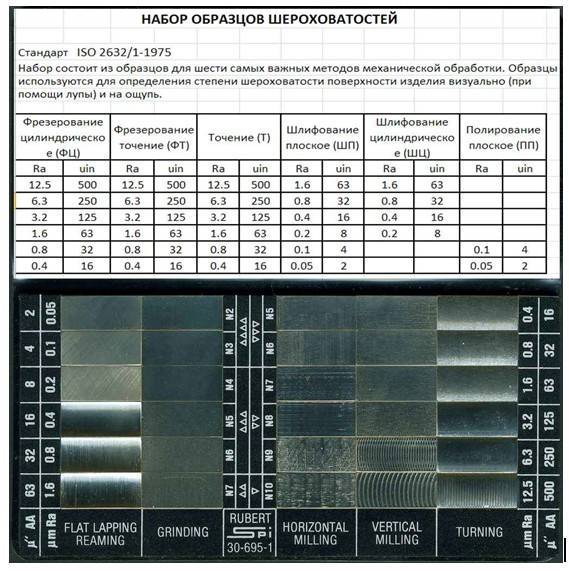 НАБОР ОБРАЗЦОВ ШЕРОХОВАТОСТЕЙ
Стандарт ISO 2632/1-1975
Набор состоит из образцов для шести самых важных методов механической обработки. Образцы
используются для определения степени шероховатости поверхности изделия визуально (при
помощи лупы) и на ощупь.
Фрезерование цилиндрическо е (ФЦ) Фрезерование точение (ФТ) Точение (Т) Шлифование плоское (ШП) Шлифование цилиндрическо е (ШЦ) Полирование плоское (ПП)
Ra uin Ra uin Ra uin Ra uin Ra uin Ra uin
12.5 500 12.5 500 12.5 500 1.6 63 1.6 63
6.3 250 6.3 250 6.3 250 0.8 32 0.8 32
3.2 125 3.2 125 3.2 125 0.4 16 0.4 16
1.6 63 1.6 63 1.6 63 0.2 8 0.2 8
0.8 32 0.8 32 0.8 32 0.1 4 0.1 4
0.4 16 0.4 16 0.4 16 0.05 2 0.05 2
2 0.05 N2 N5 0.4 16
4 0.1 N3 N6 0.8 32
8 0.2 N4 N7 1.6 63
16 0.4 N5 N8 3.2 125
32 0.8 N6 N9 6.3 250
63 1.6 N7 N10 12.5 500
µ″ AA µm Ra FLAT LAPPING REAMING GRINDING RUBERT SPi 30-695-1 HORIZONTAL MILLING VERTICAL MILLING TURNING µm Ra µ″ AA